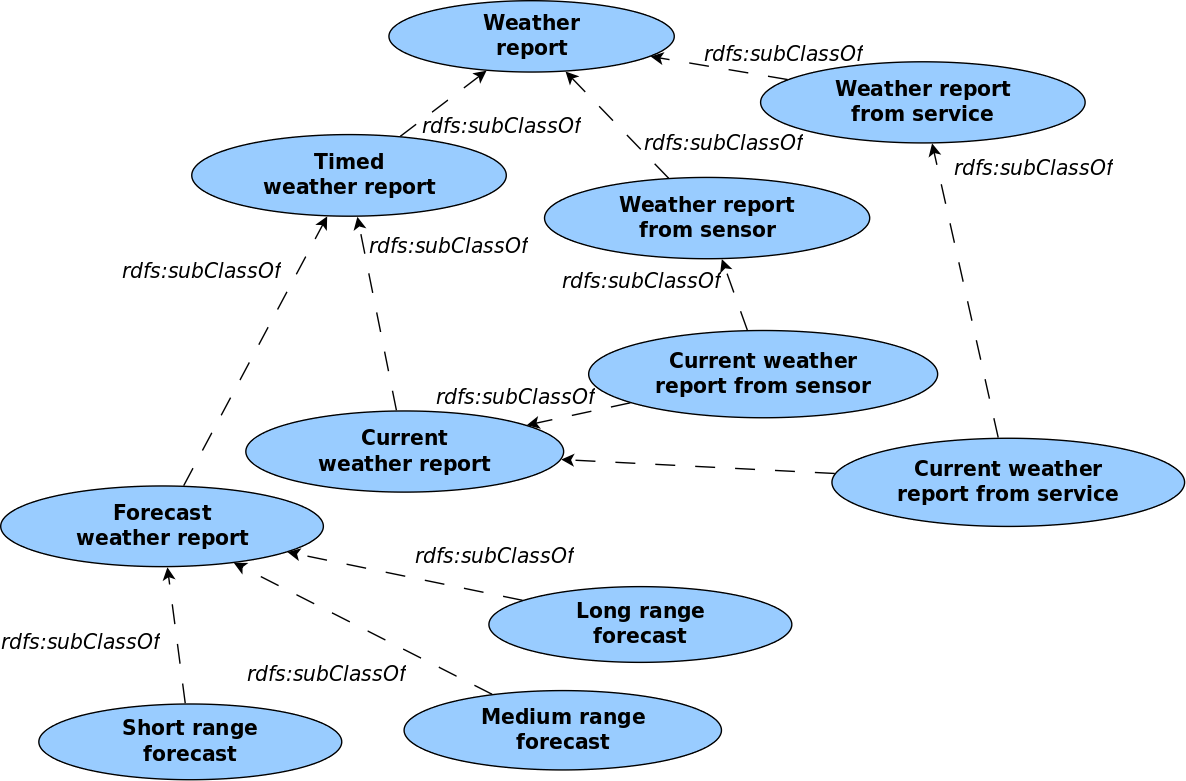 Weather
report
rdfs:subClassOf
Weather report
from service
rdfs:subClassOf
rdfs:subClassOf
rdfs:subClassOf
Timed
weather report
Weather report
from sensor
rdfs:subClassOf
rdfs:subClassOf
rdfs:subClassOf
Current weather
report from sensor
rdfs:subClassOf
Current
weather report
Current weather
report from service
Forecast
weather report
rdfs:subClassOf
Long range
forecast
rdfs:subClassOf
rdfs:subClassOf
Medium range
forecast
Short range
forecast